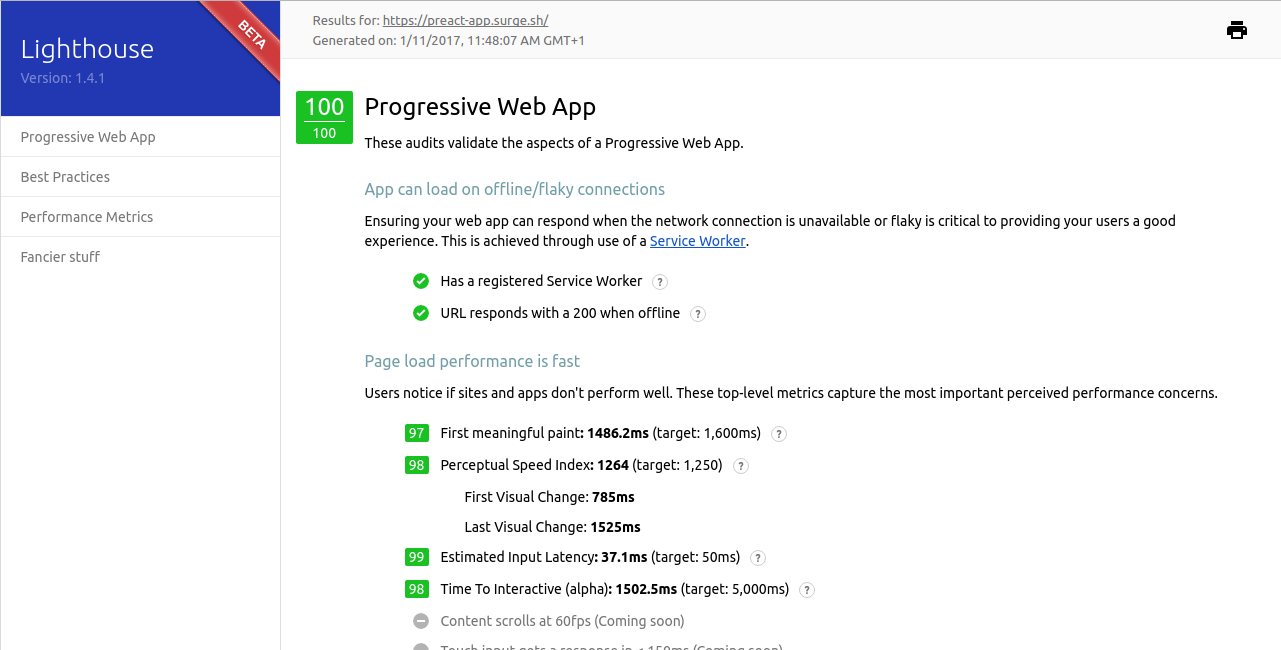 Lighthouse
Version: 1.4.1
BETA
Progressive Web App
Best Practices
Performance Metrics
Fancier stuff
Results for: https://preact-app.surge.sh/
Generated on: 1/11/2017, 11:48:07 AM GMT+1
100
100
Progressive Web App
These audits validate the aspects of a Progressive Web App.
App can load on offline/flaky connections
Ensuring your web app can respond when the network connection is unavailable or flaky is critical to providing your users a good
experience. This is achieved through use of a Service Worker.
Has a registered Service Worker ?
URL responds with a 200 when offline ?
Page load performance is fast
Users notice if sites and apps don't perform well. These top-level metrics capture the most important perceived performance concerns.
97 First meaningful paint: 1486.2ms (target: 1,600ms) ?
98 Perceptual Speed Index: 1264 (target: 1,250) ?
First Visual Change: 785ms
Last Visual Change: 1525ms
99 Estimated Input Latency: 37.1ms (target: 50ms) ?
98 Time To Interactive (alpha): 1502.5ms (target: 5,000ms) ?
Content scrolls at 60fps (Coming soon)
Touch input gets a response in < 150ms (Coming soon)